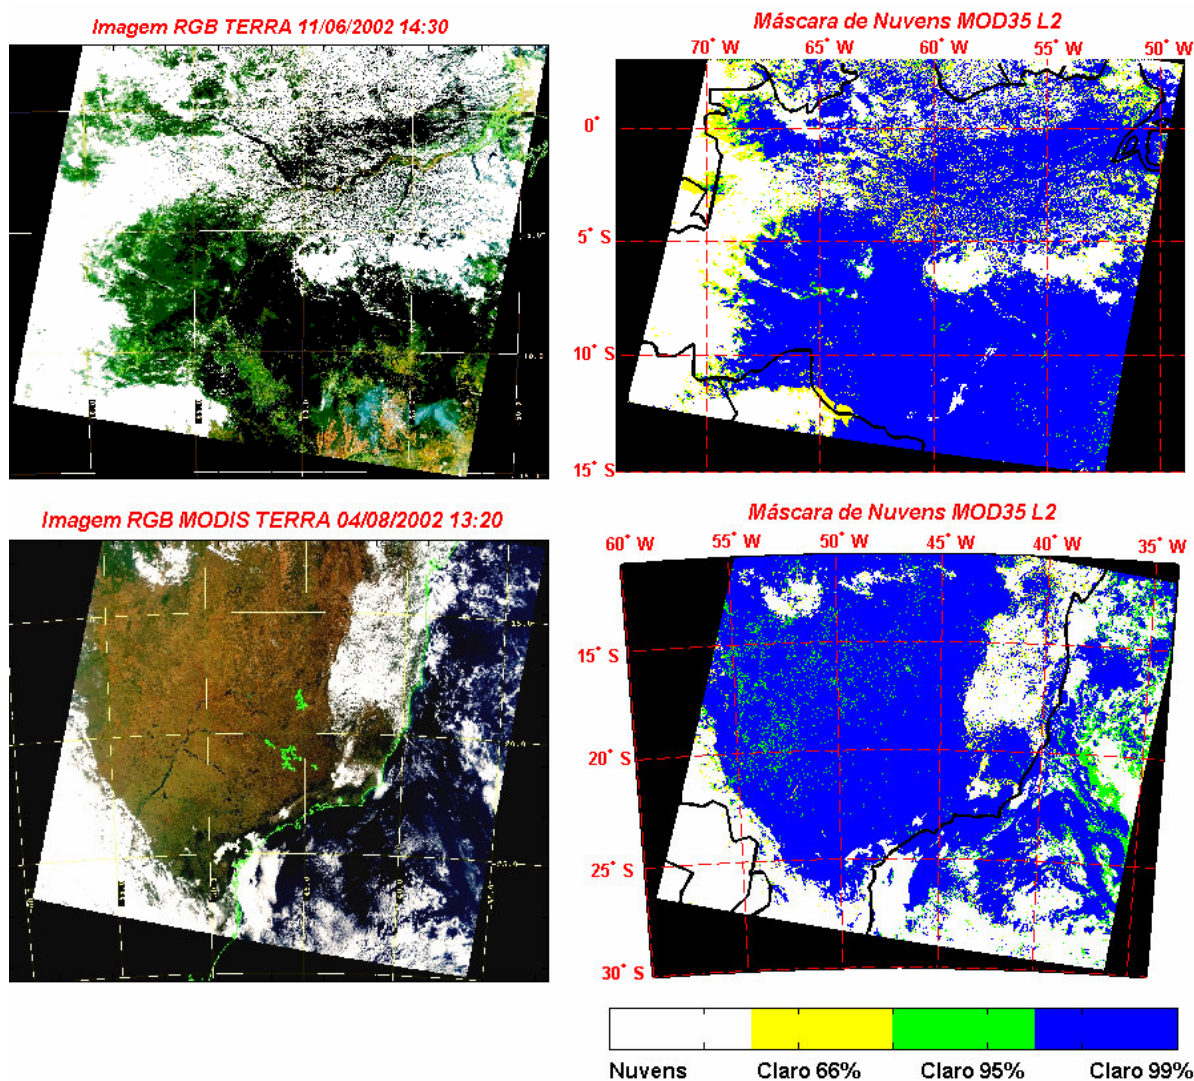 Imagem RGB TERRA 11/06/2002 14:30
Máscara de Nuvens MOD35 L2
70° W 65° W 60° W 55° W 50° W
0°
5° S
10° S
15° S
Imagem RGB MODIS TERRA 04/08/2002 13:20
Máscara de Nuvens MOD35 L2
60° W 55° W 50° W 45° W 40° W 35° W
15° S
20° S
25° S
30° S
Nuvens Claro 66% Claro 95% Claro 99%